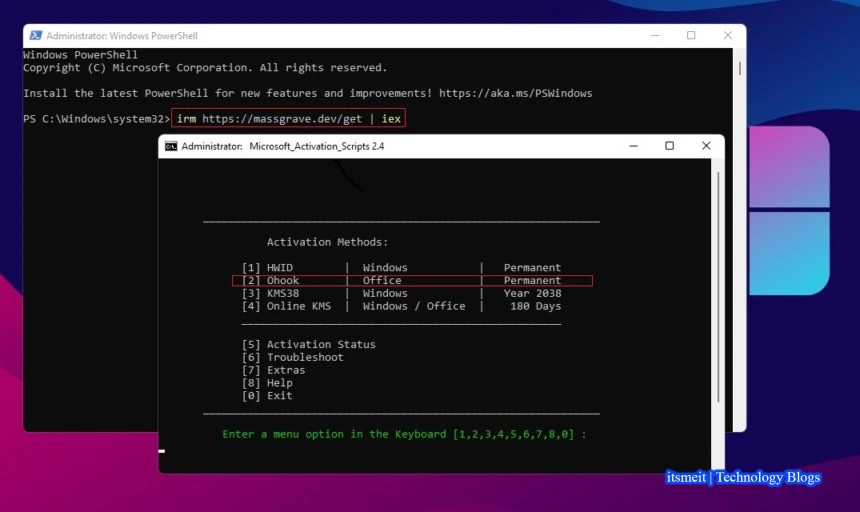 Administrator: Windows PowerShell
Windows PowerShell
Copyright (C) Microsoft Corporation. All rights reserved.
Install the latest PowerShell for new features and improvements! https://aka.ms/PSWindows
PS C:\Windows\system32> irm https://massgrave.dev/get | iex
Administrator: Microsoft_Activation_Scripts 2.4
Activation Methods:
[1] HWID | Windows | Permanent
[2] Ohook | Office | Permanent
[3] KMS38 | Windows | Year 2038
[4] Online KMS | Windows / Office | 180 Days
[5] Activation Status
[6] Troubleshoot
[7] Extras
[8] Help
[0] Exit
Enter a menu option in the Keyboard [1,2,3,4,5,6,7,8,0] :
itsmeit | Technology Blogs